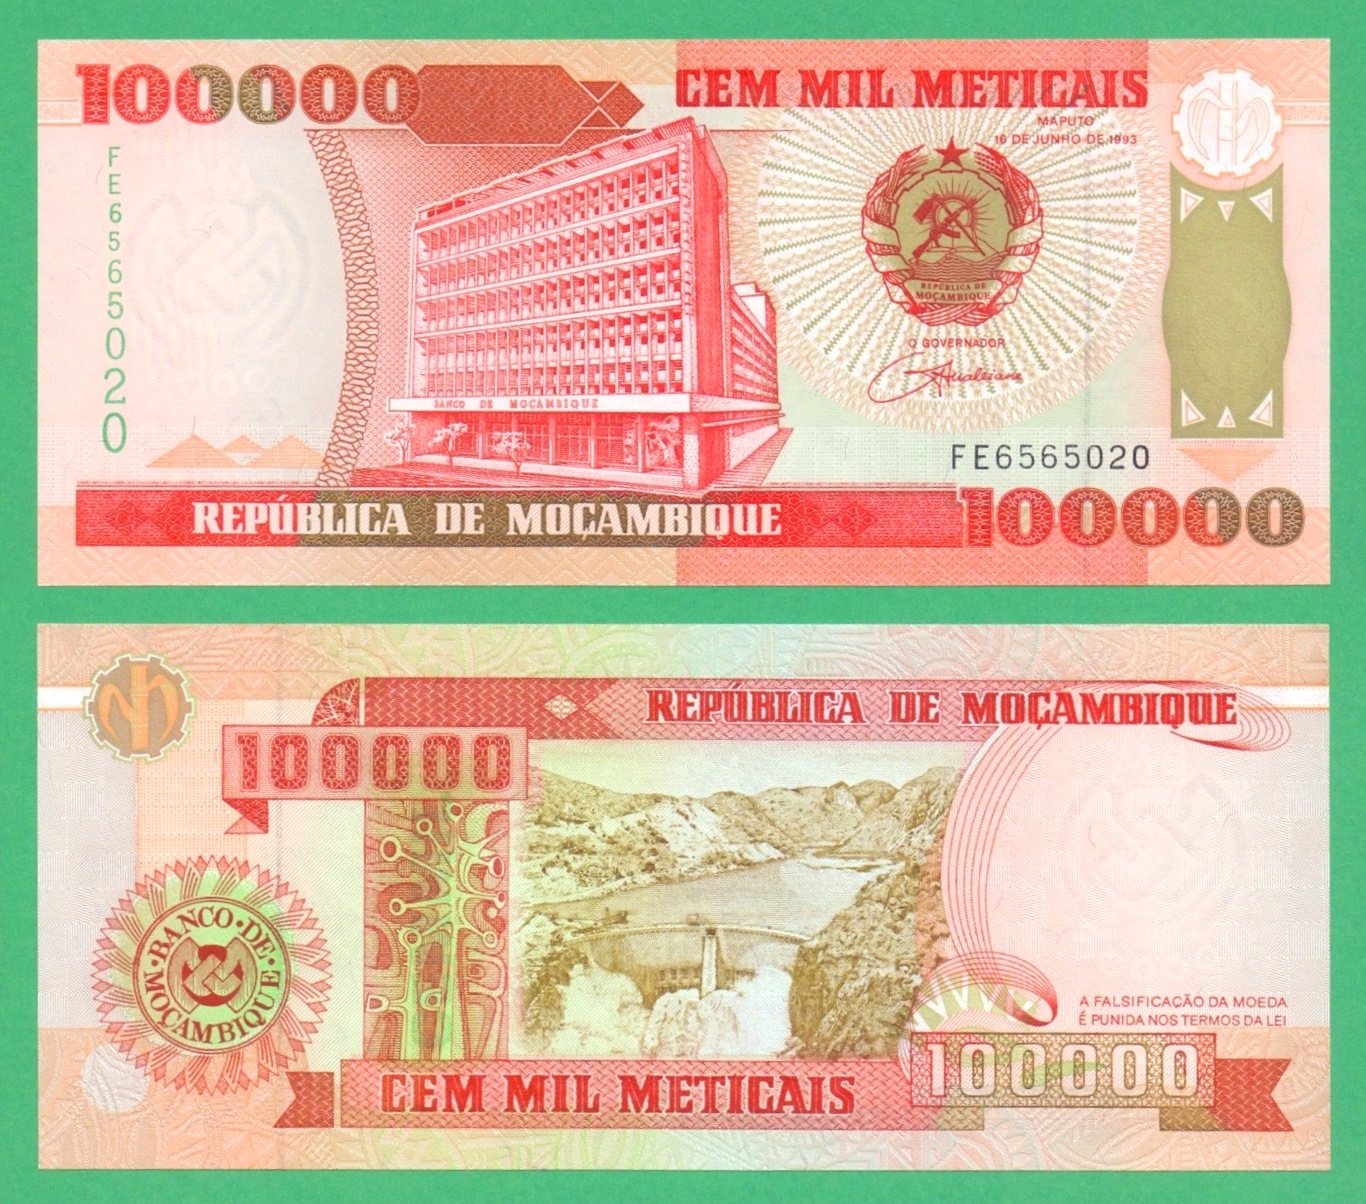 100000
CEM MIL METICAIS
MAPUTO
16 DE JUNHO DE 1993
FE6565020
REPÚBLICA DE
MOÇAMBIQUE
O GOVERNADOR
BANCO DE MOÇAMBIQUE
FE6565020
REPÚBLICA DE MOÇAMBIQUE
100000
REPÚBLICA DE MOÇAMBIQUE
100000
BANCO·DE·MOÇAMBIQUE
A FALSIFICAÇÃO DA MOEDA
É PUNIDA NOS TERMOS DA LEI
100000
CEM MIL METICAIS